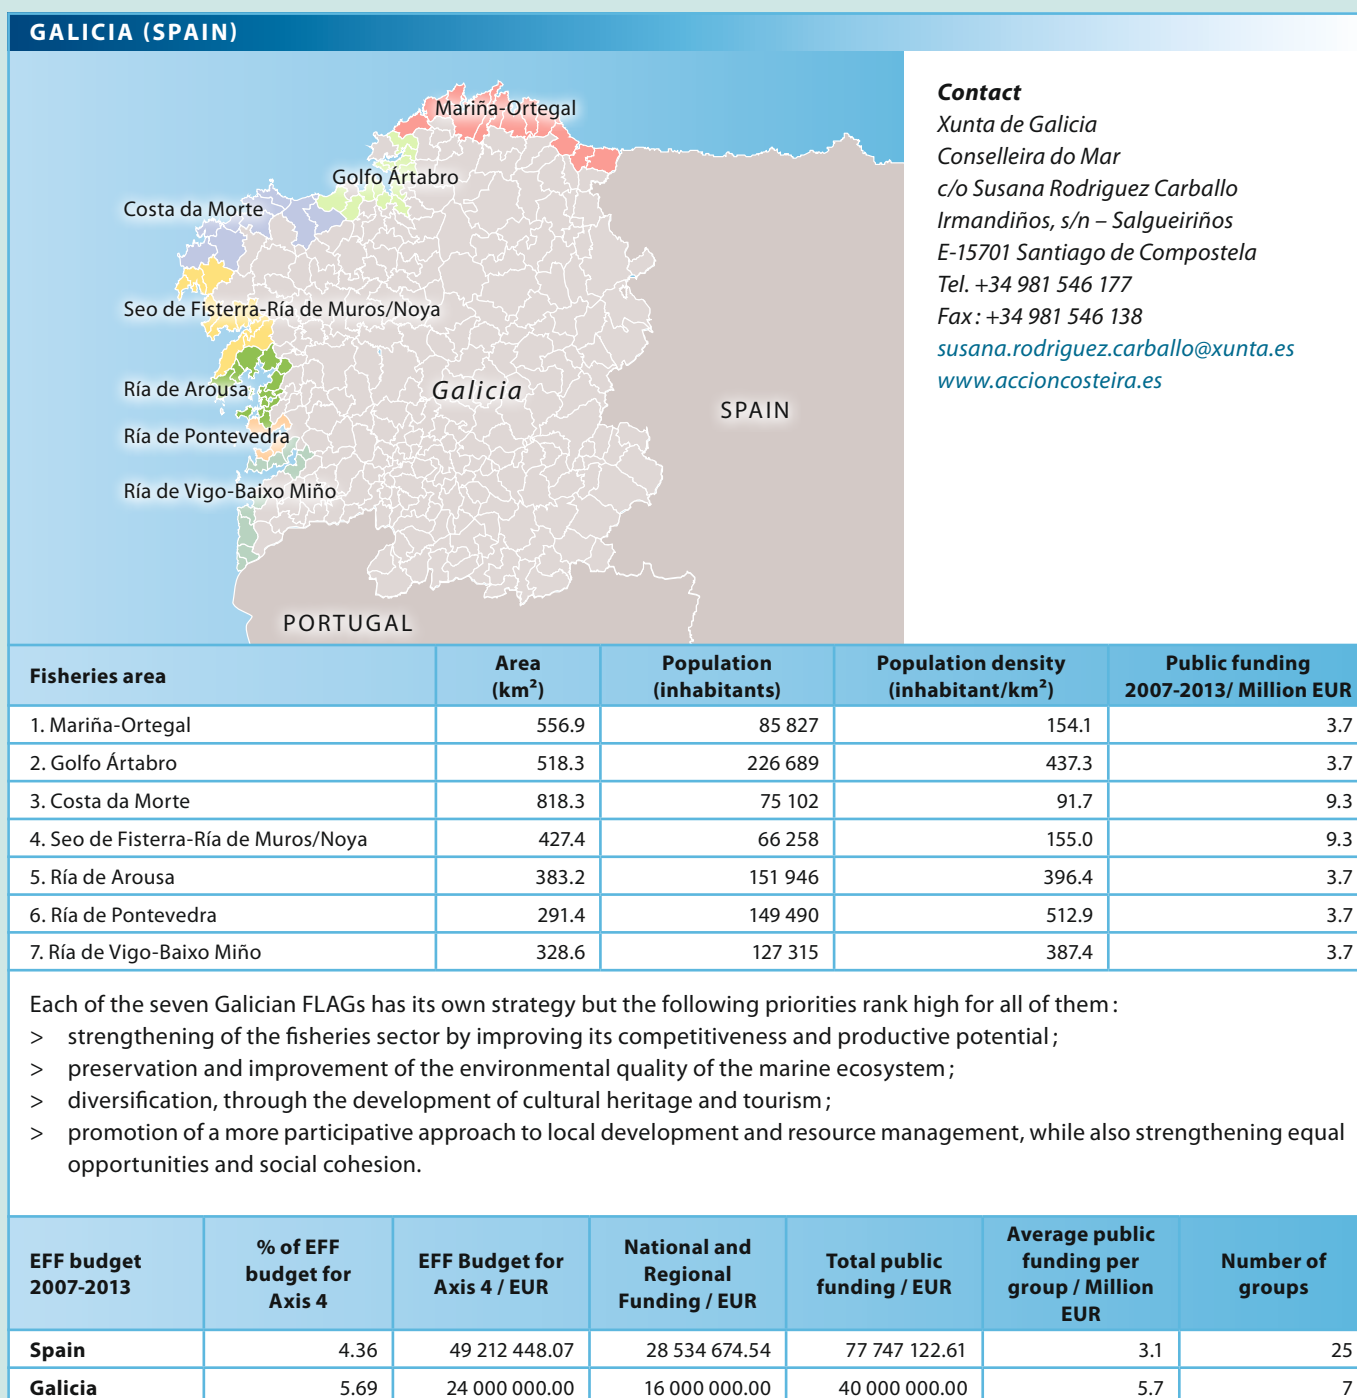 GALICIA (SPAIN)
Mariña-Ortegal
Golfo Ártabro
Costa da Morte
Seo de Fisterra-Ría de Muros/Noya
Ría de Arousa
Galicia
SPAIN
Ría de Pontevedra
Ría de Vigo-Baixo Miño
PORTUGAL
Contact
Xunta de Galicia
Conselleira do Mar
c/o Susana Rodriguez Carballo
Irmandiños, s/n – Salgueiriños
E-15701 Santiago de Compostela
Tel. +34 981 546 177
Fax : +34 981 546 138
susana.rodriguez.carballo@xunta.es
www.accioncosteira.es
Fisheries area | Area (km²) | Population (inhabitants) | Population density (inhabitant/km²) | Public funding 2007-2013/ Million EUR
1. Mariña-Ortegal 556.9 85 827 154.1 3.7
2. Golfo Ártabro 518.3 226 689 437.3 3.7
3. Costa da Morte 818.3 75 102 91.7 9.3
4. Seo de Fisterra-Ría de Muros/Noya 427.4 66 258 155.0 9.3
5. Ría de Arousa 383.2 151 946 396.4 3.7
6. Ría de Pontevedra 291.4 149 490 512.9 3.7
7. Ría de Vigo-Baixo Miño 328.6 127 315 387.4 3.7
Each of the seven Galician FLAGs has its own strategy but the following priorities rank high for all of them :
> strengthening of the fisheries sector by improving its competitiveness and productive potential ;
> preservation and improvement of the environmental quality of the marine ecosystem ;
> diversification, through the development of cultural heritage and tourism ;
> promotion of a more participative approach to local development and resource management, while also strengthening equal
opportunities and social cohesion.
EFF budget 2007-2013 | % of EFF budget for Axis 4 | EFF Budget for Axis 4 / EUR | National and Regional Funding / EUR | Total public funding / EUR | Average public funding per group / Million EUR | Number of groups
Spain 4.36 49 212 448.07 28 534 674.54 77 747 122.61 3.1 25
Galicia 5.69 24 000 000.00 16 000 000.00 40 000 000.00 5.7 7